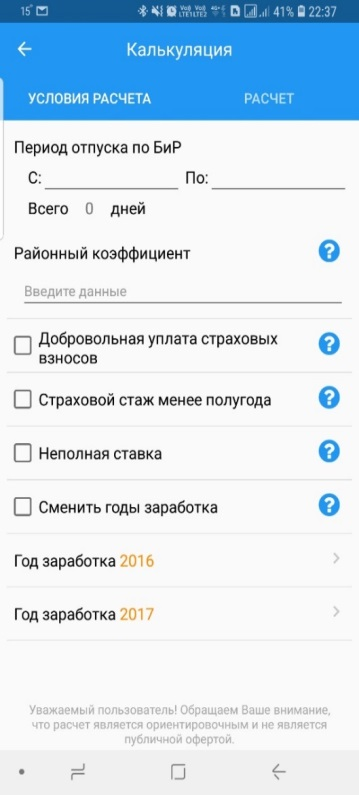 15° 41% 22:37
Калькуляция
УСЛОВИЯ РАСЧЕТА РАСЧЕТ
Период отпуска по БиР
С: По:
Всего 0 дней
Районный коэффициент
Введите данные
Добровольная уплата страховых
взносов
Страховой стаж менее полугода
Неполная ставка
Сменить годы заработка
Год заработка 2016
Год заработка 2017
Уважаемый пользователь! Обращаем Ваше внимание,
что расчет является ориентировочным и не является
публичной офертой.